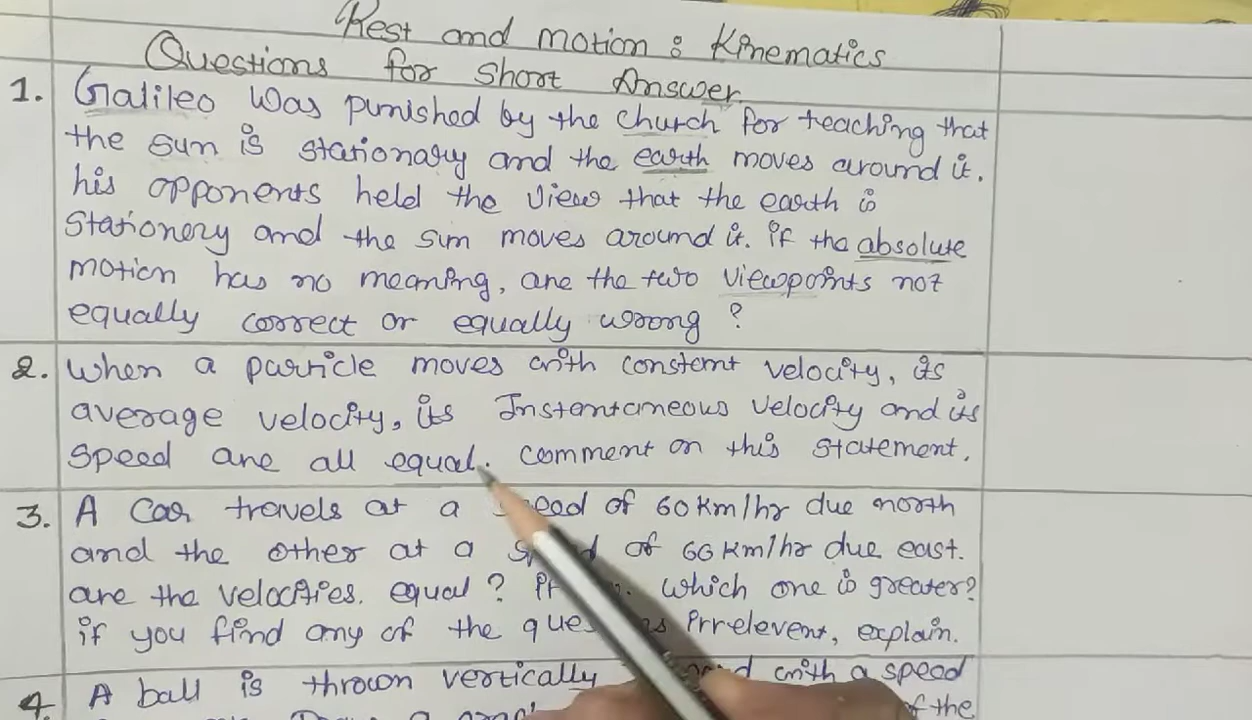 Rest and motion : Kinematics
Questions for Short Answer
1. Galileo was punished by the church for teaching that
the sun is stationary and the earth moves around it.
his opponents held the view that the earth is
stationery and the sun moves around it. if the absolute
motion has no meaning, are the two viewpoints not
equally correct or equally wrong ?
2. When a particle moves with constant velocity, its
average velocity, its Instantaneous velocity and its
speed are all equal. comment on this statement.
3. A car travels at a of 60 km/hr due north
and the other at a of 60 km/hr due east.
are the velocities. equal ? which one is greater?
if you find any of the irrelevent, explain.
4. A ball is thrown vertically with a speed
of the